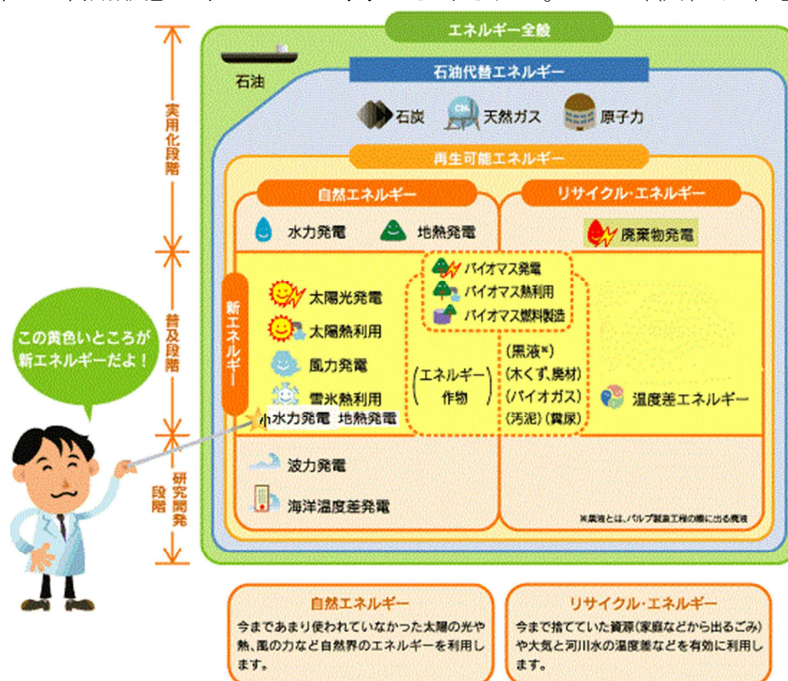 エネルギー全般
石油
石油代替エネルギー
石炭
天然ガス
原子力
再生可能エネルギー
自然エネルギー
リサイクル・エネルギー
実用化段階
水力発電
地熱発電
廃棄物発電
普及段階
新エネルギー
太陽光発電
太陽熱利用
風力発電
雪氷熱利用
小水力発電 地熱発電
バイオマス発電
バイオマス熱利用
バイオマス燃料製造
(エネルギー
作物)
(黒液※)
(木くず、廃材)
(バイオガス)
(汚泥)(糞尿)
温度差エネルギー
この黄色いところが
新エネルギーだよ!
研究開発
段階
波力発電
海洋温度差発電
※黒液とは、パルプ製造工程の際に出る廃液
自然エネルギー
今まであまり使われていなかった太陽の光や
熱、風の力など自然界のエネルギーを利用し
ます。
リサイクル・エネルギー
今まで捨てていた資源(家庭などから出るごみ)
や大気と河川水の温度差などを有効に利用し
ます。